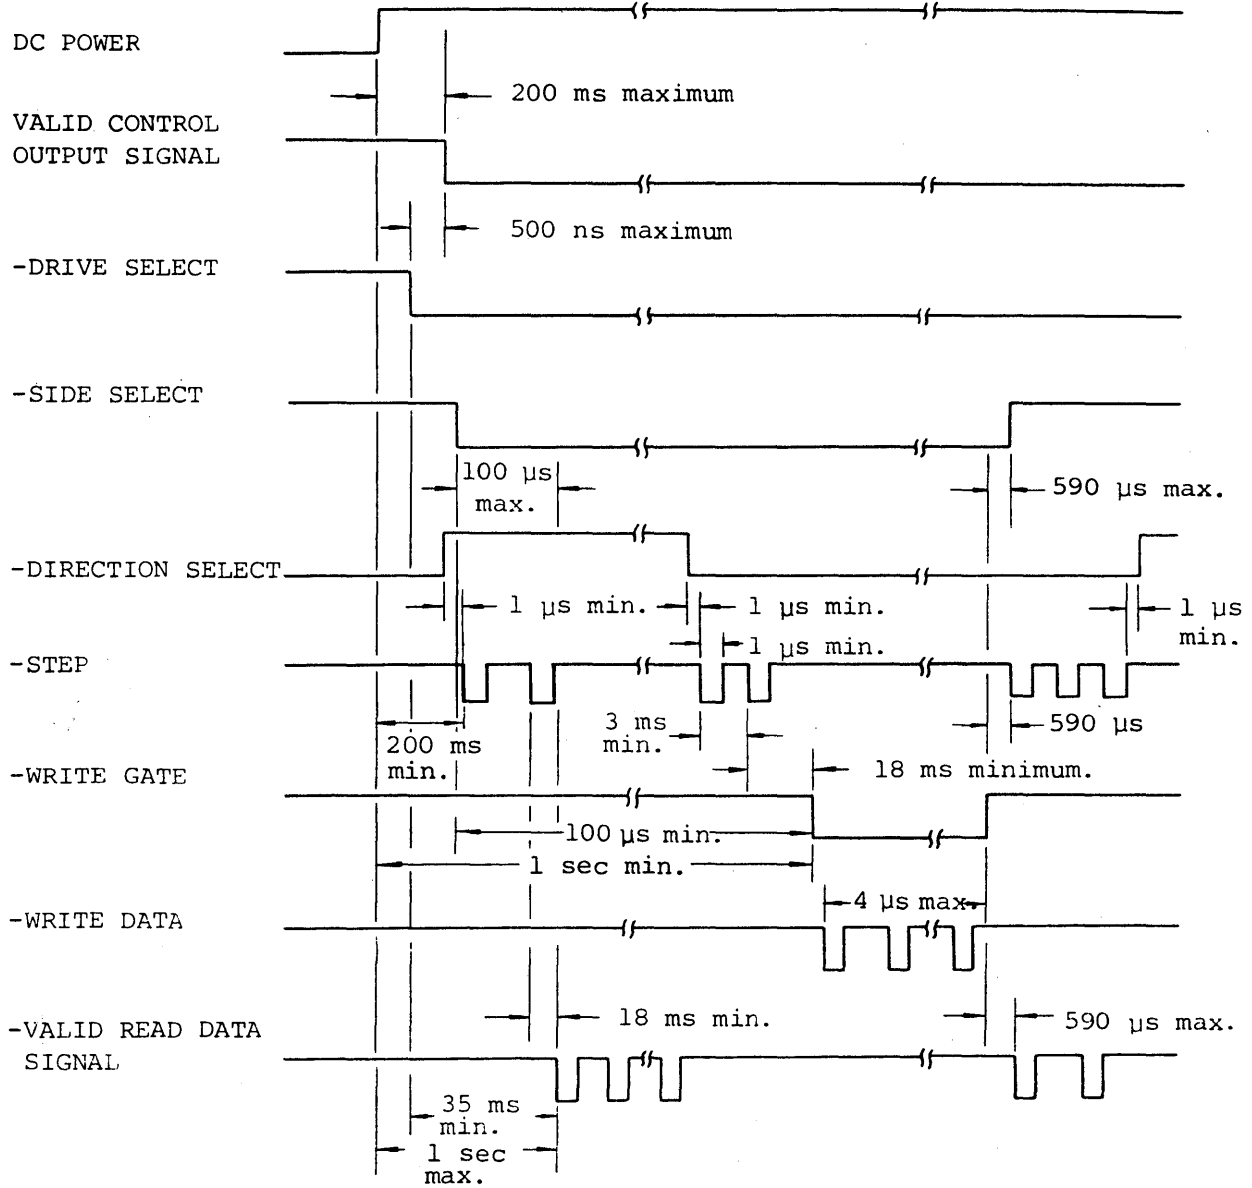 DC POWER
200 ms maximum
VALID CONTROL
OUTPUT SIGNAL
500 ns maximum
-DRIVE SELECT
-SIDE SELECT
100 µs
max.
590 µs max.
-DIRECTION SELECT
1 µs min.
1 µs min.
1 µs
min.
1 µs min.
-STEP
200 ms
min.
3 ms
min.
590 µs
-WRITE GATE
18 ms minimum.
100 µs min.
1 sec min.
4 µs max.
-WRITE DATA
18 ms min.
590 µs max.
-VALID READ DATA
SIGNAL
35 ms
min.
1 sec
max.